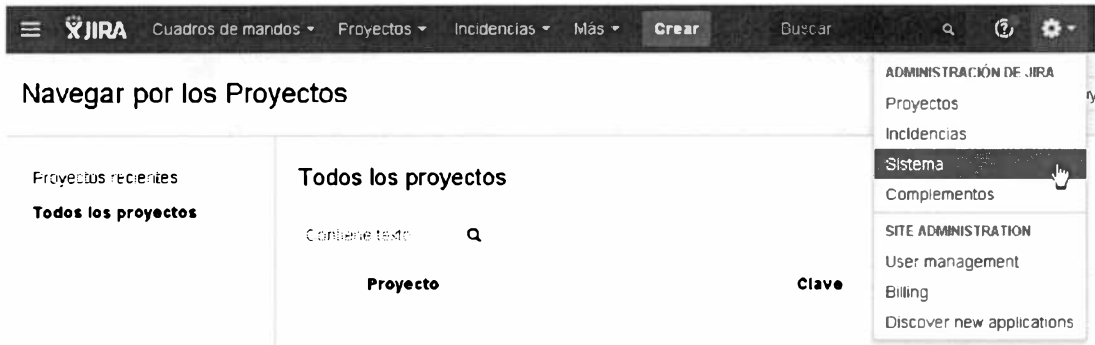 JIRA Cuadros de mandos Proyectos Incidencias Más Crear Buscar
Navegar por los Proyectos
Proyectos recientes
Todos los proyectos
Todos los proyectos
Contiene texto
Proyecto Clave
ADMINISTRACIÓN DE JIRA
Proyectos
Incidencias
Sistema
Complementos
SITE ADMINISTRATION
User management
Billing
Discover new applications